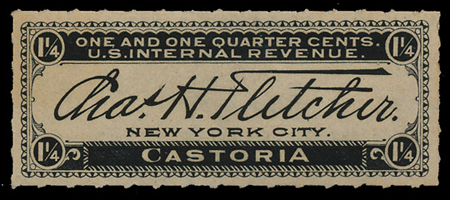 1¼ ONE AND ONE QUARTER CENTS. 1¼
U.S. INTERNAL REVENUE.
Chas. H. Fletcher.
NEW YORK CITY.
1¼ CASTORIA 1¼